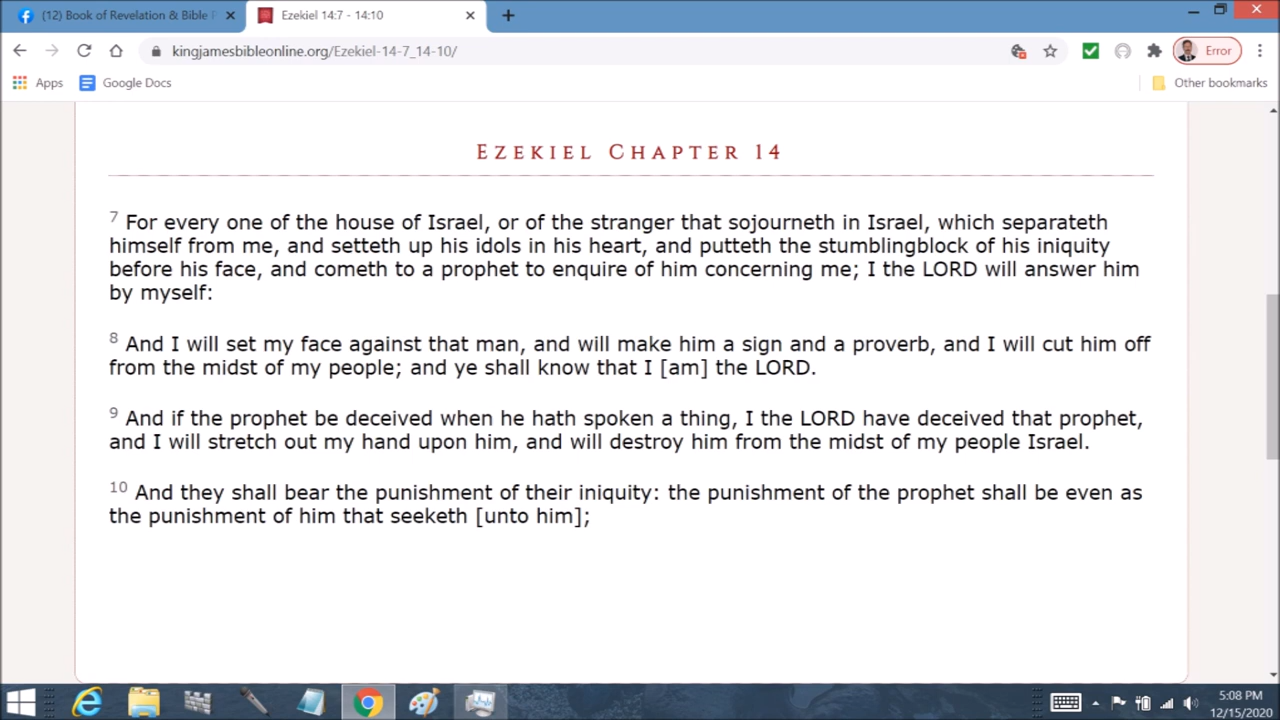 (12) Book of Revelation & Bible P
Ezekiel 14:7 - 14:10
kingjamesbibleonline.org/Ezekiel-14-7_14-10/
Error
Apps
Google Docs
Other bookmarks
EZEKIEL CHAPTER 14
7 For every one of the house of Israel, or of the stranger that sojourneth in Israel, which separateth
himself from me, and setteth up his idols in his heart, and putteth the stumblingblock of his iniquity
before his face, and cometh to a prophet to enquire of him concerning me; I the LORD will answer him
by myself:
8 And I will set my face against that man, and will make him a sign and a proverb, and I will cut him off
from the midst of my people; and ye shall know that I [am] the LORD.
9 And if the prophet be deceived when he hath spoken a thing, I the LORD have deceived that prophet,
and I will stretch out my hand upon him, and will destroy him from the midst of my people Israel.
10 And they shall bear the punishment of their iniquity: the punishment of the prophet shall be even as
the punishment of him that seeketh [unto him];
5:08 PM
12/15/2020